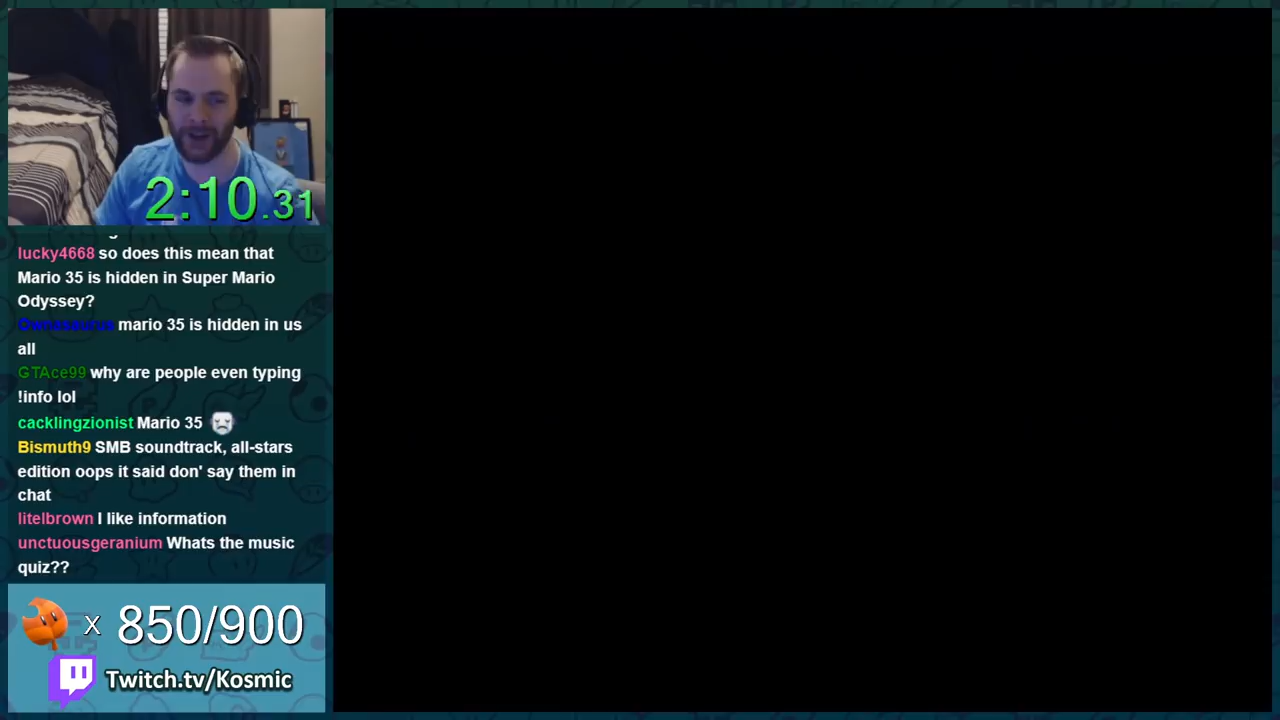 2:10.31
lucky4668 so does this mean that
Mario 35 is hidden in Super Mario
Odyssey?
Ownasaurus mario 35 is hidden in us
all
GTAce99 why are people even typing
!info lol
cacklingzionist Mario 35
Bismuth9 SMB soundtrack, all-stars
edition oops it said don' say them in
chat
litelbrown I like information
unctuousgeranium Whats the music
quiz??
x 850/900
Twitch.tv/Kosmic